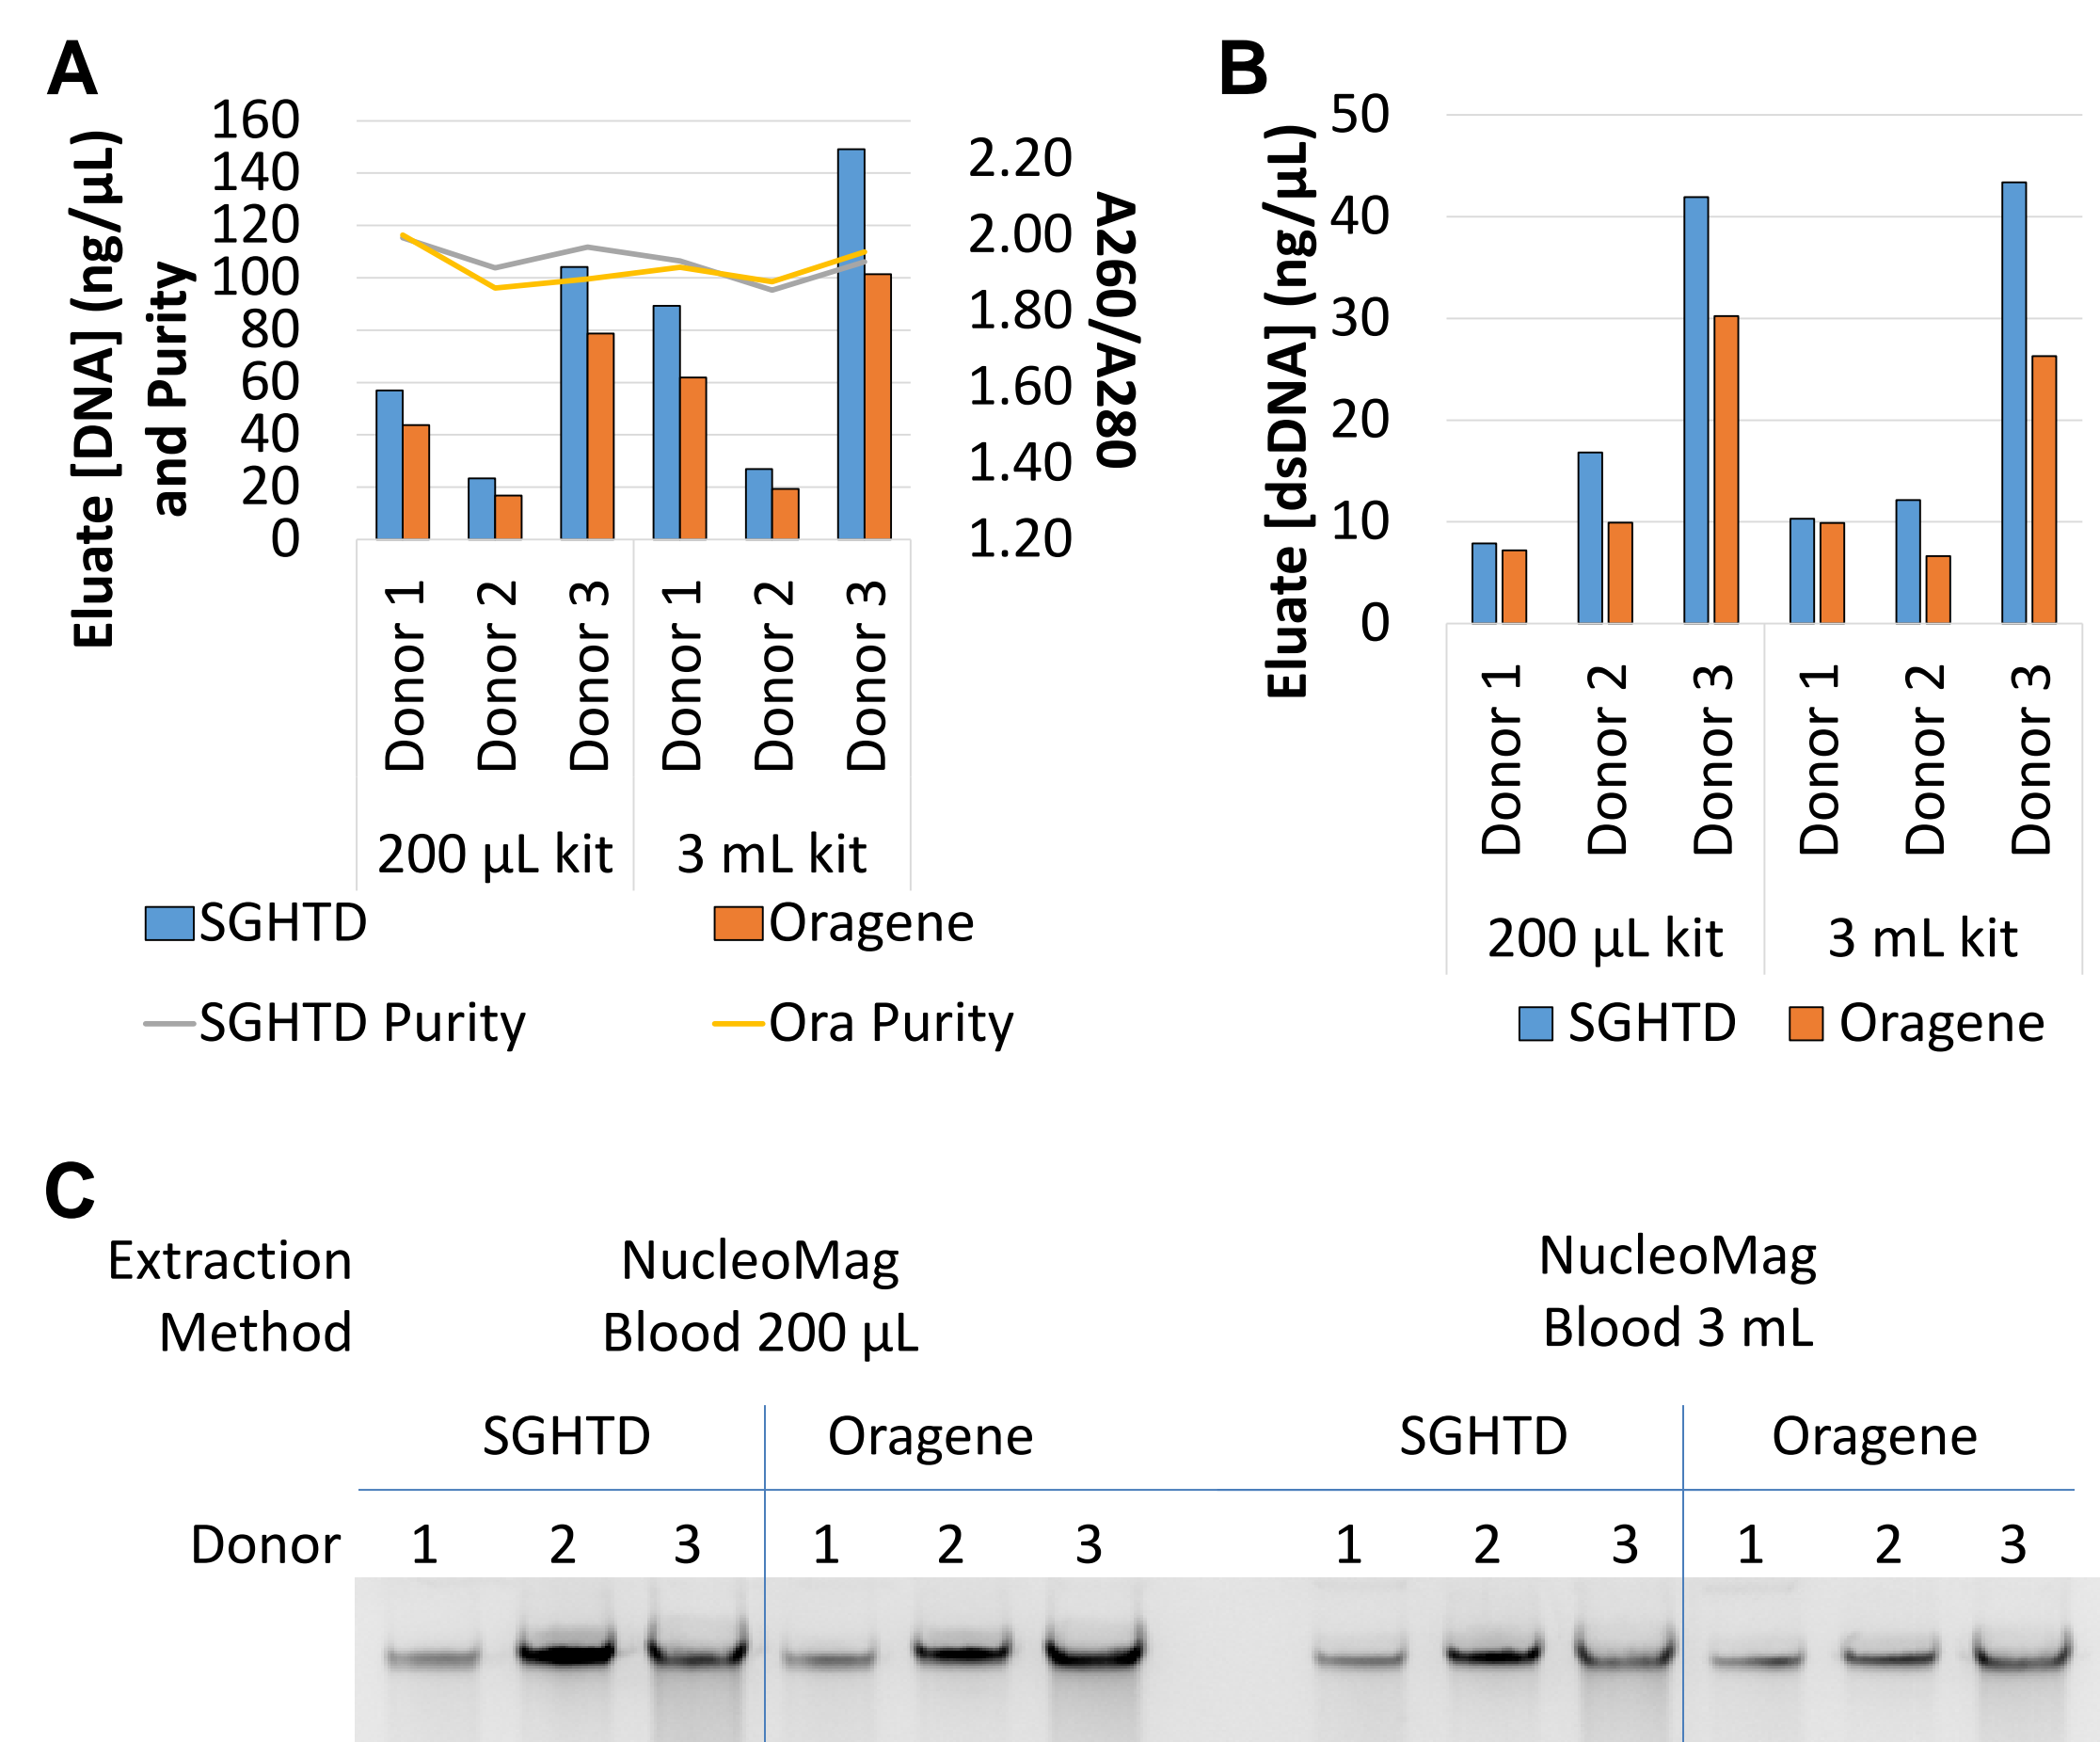 A
Eluate [DNA] (ng/µL)
and Purity
160
140
120
100
80
60
40
20
0
2.20
2.00
1.80
1.60
1.40
1.20
A260/A280
Donor 1
Donor 2
Donor 3
Donor 1
Donor 2
Donor 3
200 µL kit
3 mL kit
SGHTD
Oragene
SGHTD Purity
Ora Purity
B
Eluate [dsDNA] (ng/µL)
50
40
30
20
10
0
Donor 1
Donor 2
Donor 3
Donor 1
Donor 2
Donor 3
200 µL kit
3 mL kit
SGHTD
Oragene
C
Extraction
Method
NucleoMag
Blood 200 µL
NucleoMag
Blood 3 mL
SGHTD
Oragene
SGHTD
Oragene
Donor 1 2 3 1 2 3 1 2 3 1 2 3